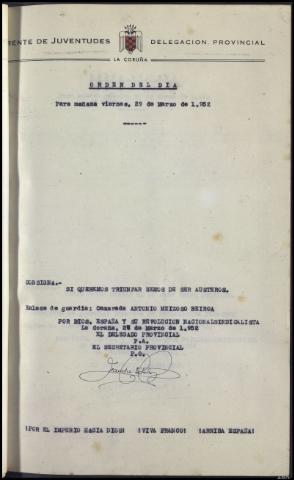 FRENTE DE JUVENTUDES DELEGACION PROVINCIAL
LA CORUÑA
ORDEN DEL DIA
Para mañana viernes, 29 de Marzo de 1.952
CONSIGNA.-
SI QUEREMOS TRIUNFAR HEMOS DE SER AUSTEROS.
Enlace de guardia: Camarada ANTONIO MEIZOSO BEIROA
POR DIOS, ESPAÑA Y SU REVOLUCION NACIONALSINDICALISTA
La Coruña, 28 de Marzo de 1,952
EL DELEGADO PROVINCIAL
P.A.
EL SECRETARIO PROVINCIAL
P.O.
¡POR EL IMPERIO HACIA DIOS! ¡VIVA FRANCO! ¡ARRIBA ESPAÑA!